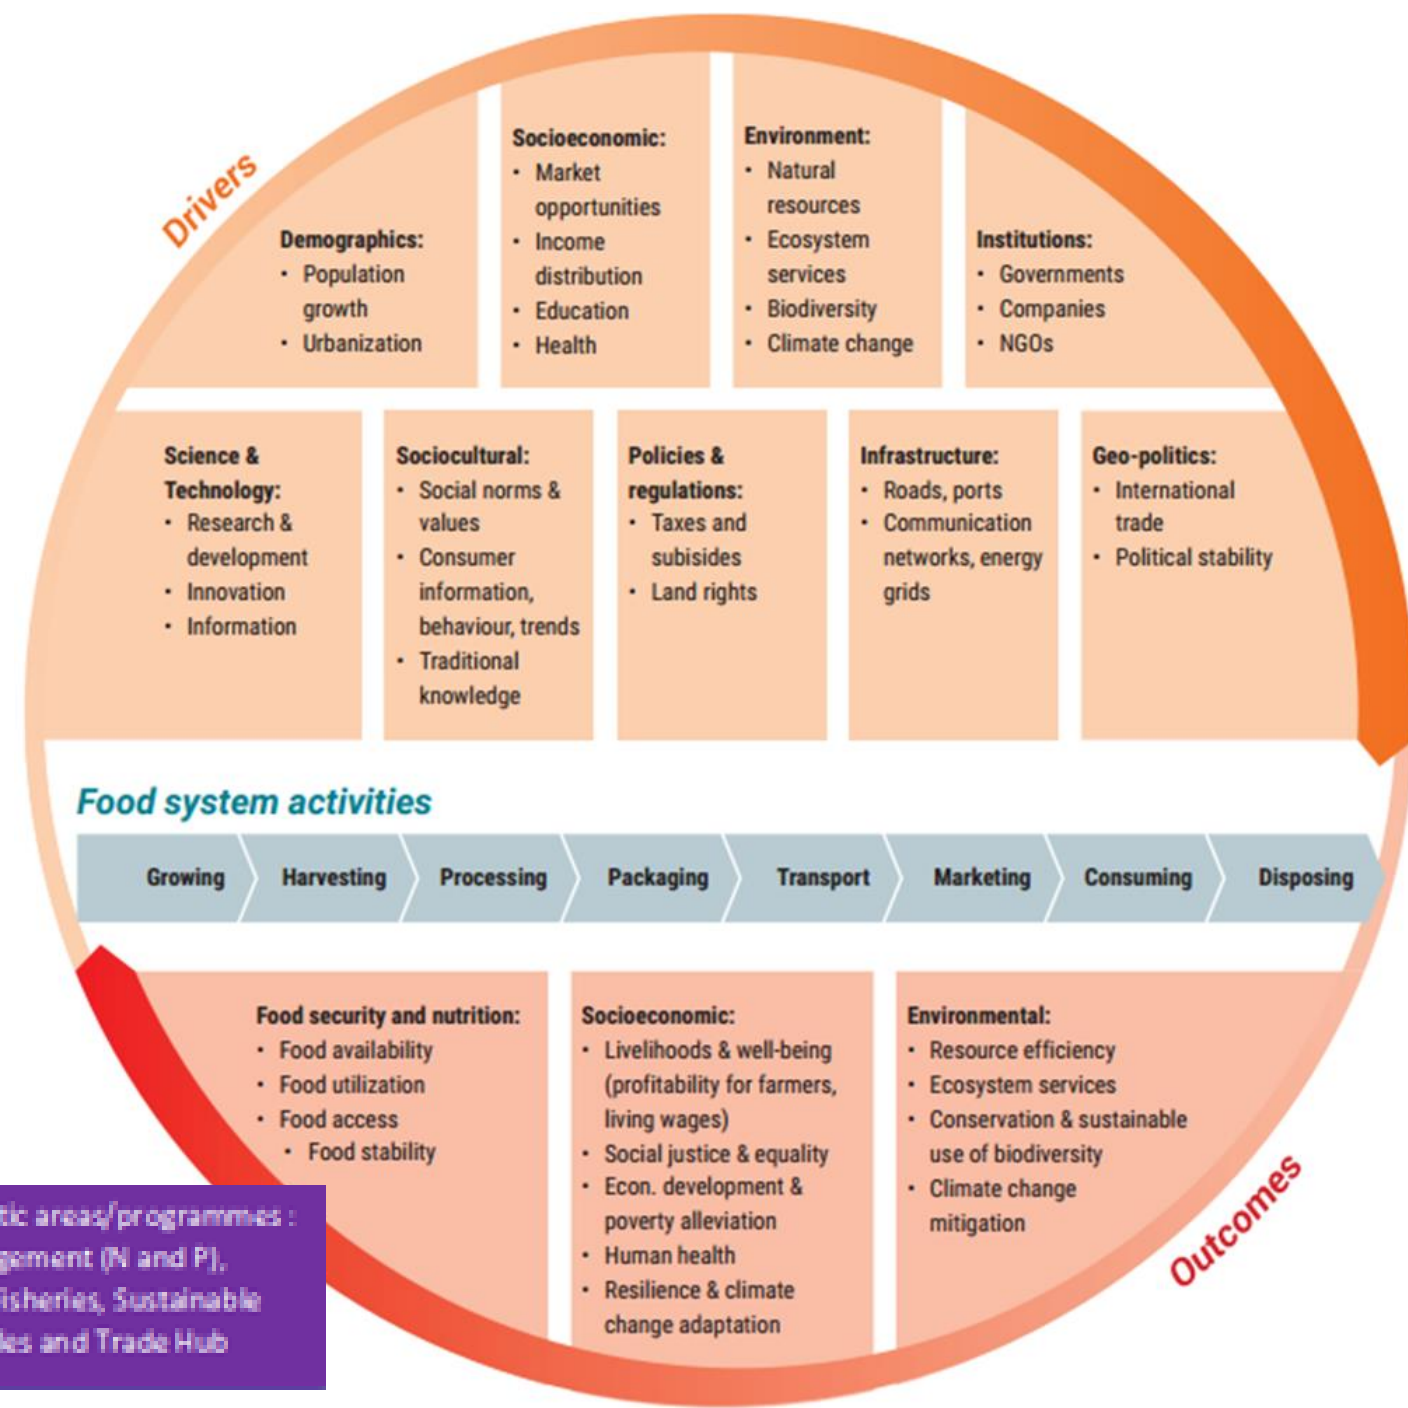 Drivers
Demographics:
• Population
growth
• Urbanization
Socioeconomic:
• Market
opportunities
• Income
distribution
• Education
• Health
Environment:
• Natural
resources
• Ecosystem
services
• Biodiversity
• Climate change
Institutions:
• Governments
• Companies
• NGOs
Science &
Technology:
• Research &
development
• Innovation
• Information
Sociocultural:
• Social norms &
values
• Consumer
information,
behaviour, trends
• Traditional
knowledge
Policies &
regulations:
• Taxes and
subisides
• Land rights
Infrastructure:
• Roads, ports
• Communication
networks, energy
grids
Geo-politics:
• International
trade
• Political stability
Food system activities
Growing
Harvesting
Processing
Packaging
Transport
Marketing
Consuming
Disposing
Food security and nutrition:
• Food availability
• Food utilization
• Food access
• Food stability
Socioeconomic:
• Livelihoods & well-being
(profitability for farmers,
living wages)
• Social justice & equality
• Econ. development &
poverty alleviation
• Human health
• Resilience & climate
change adaptation
Environmental:
• Resource efficiency
• Ecosystem services
• Conservation & sustainable
use of biodiversity
• Climate change
mitigation
Outcomes
tic areas/programmes :
gement (N and P),
isheries, Sustainable
les and Trade Hub